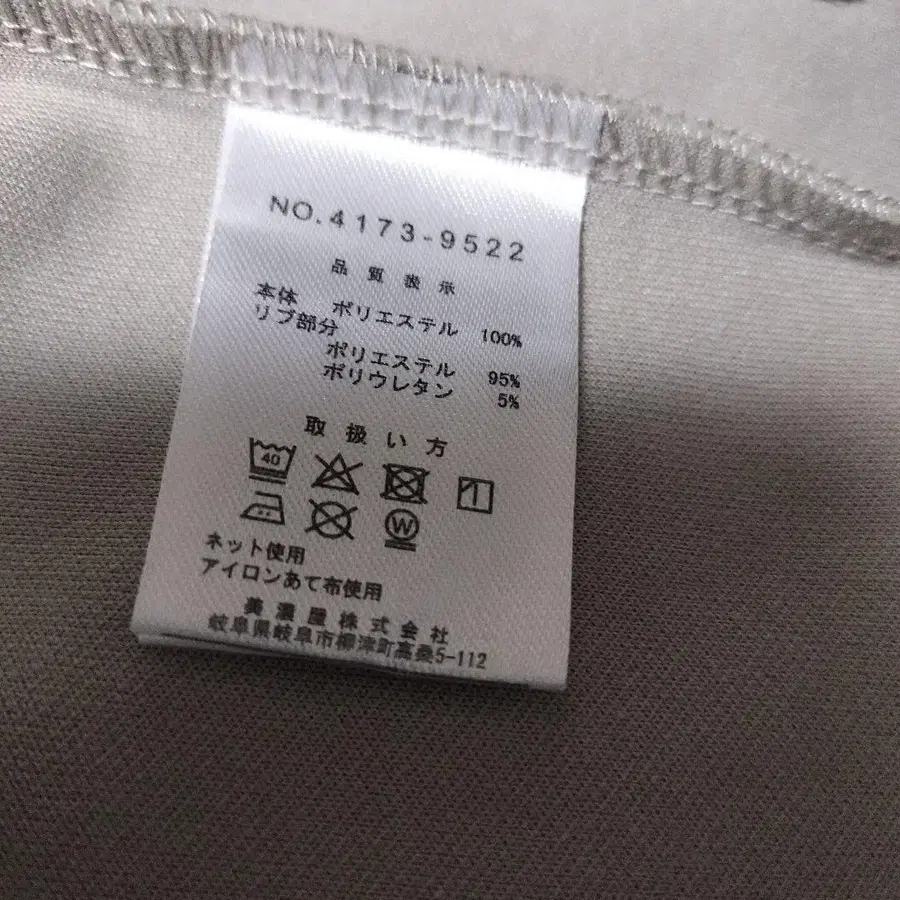 NO.4173-9522
品質表示
本体 ポリエステル 100%
リブ部分
ポリエステル 95%
ポリウレタン 5%
取扱い方
40
W
ネット使用
アイロンあて布使用
美濃屋株式会社
岐阜県岐阜市柳津町高桑5-112